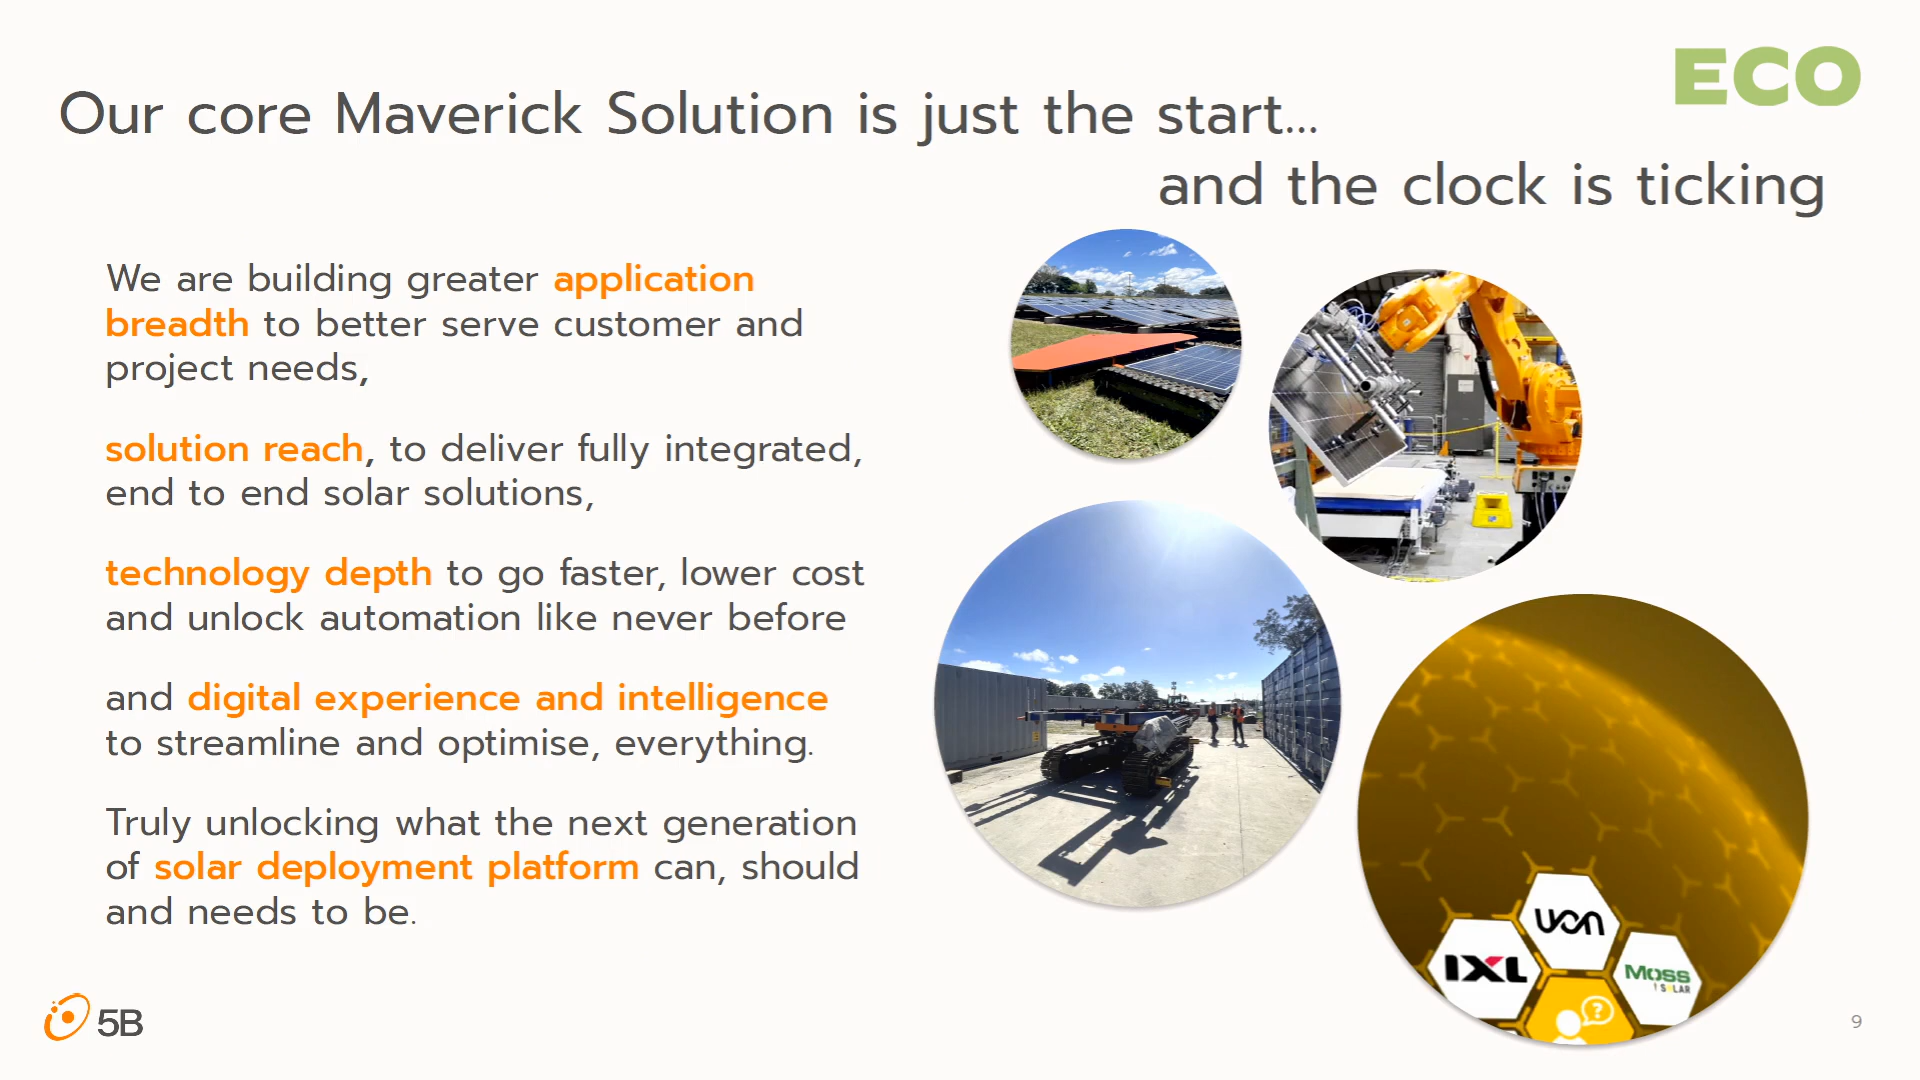 ECO
Our core Maverick Solution is just the start...
and the clock is ticking
We are building greater application
breadth to better serve customer and
project needs,
solution reach, to deliver fully integrated,
end to end solar solutions,
technology depth to go faster, lower cost
and unlock automation like never before
and digital experience and intelligence
to streamline and optimise, everything.
Truly unlocking what the next generation
of solar deployment platform can, should
and needs to be.
uon
IXL
MOSS
SOLAR
?
5B
9